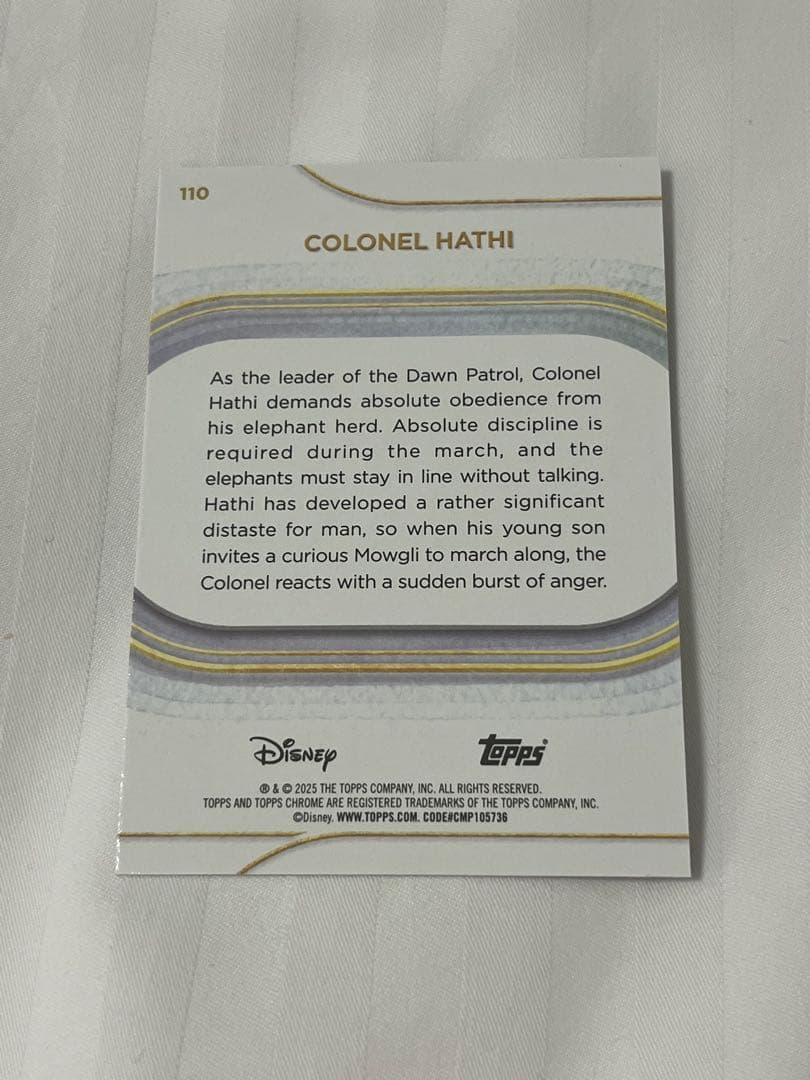 110
COLONEL HATHI
As the leader of the Dawn Patrol, Colonel
Hathi demands absolute obedience from
his elephant herd. Absolute discipline is
required during the march, and the
elephants must stay in line without talking.
Hathi has developed a rather significant
distaste for man, so when his young son
invites a curious Mowgli to march along, the
Colonel reacts with a sudden burst of anger.
Disney
Topps®
® & © 2025 THE TOPPS COMPANY, INC. ALL RIGHTS RESERVED.
TOPPS AND TOPPS CHROME ARE REGISTERED TRADEMARKS OF THE TOPPS COMPANY, INC.
©Disney. WWW.TOPPS.COM. CODE#CMP105736